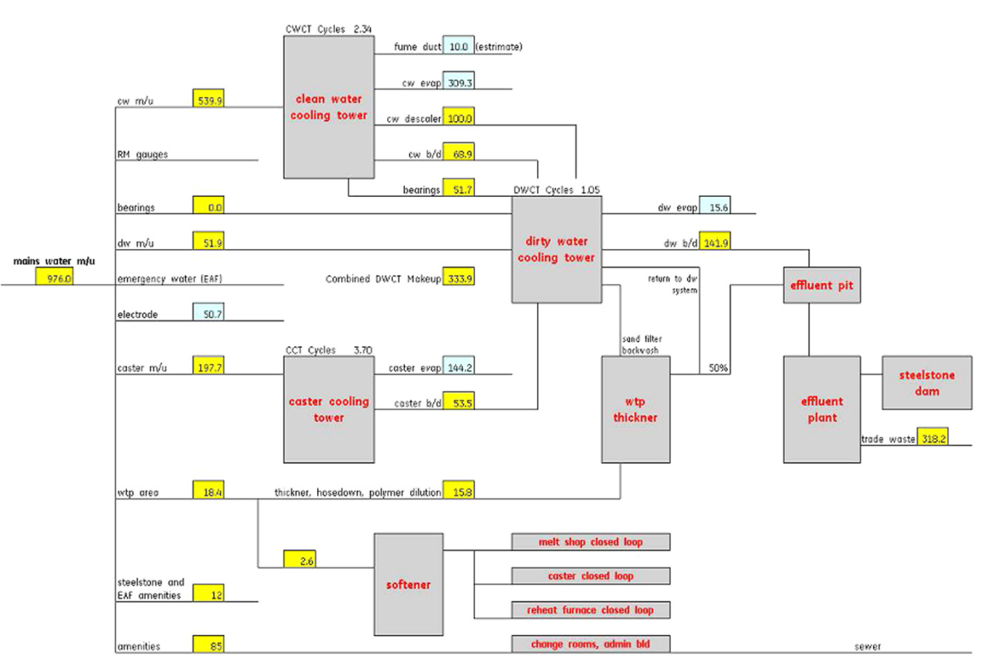 CWCT Cycles 2.34
fume duct 10.0 (estrimate)
cw evap 309.3
cw m/u 539.9
clean water
cooling tower
cw descaler 100.0
RM gauges
cw b/d 68.9
bearings 51.7
DWCT Cycles 1.05
bearings 0.0
dw evap 15.6
dw m/u 51.9
dirty water
cooling tower
dw b/d 141.9
mains water m/u
976.0
emergency water (EAF)
Combined DWCT Makeup 333.9
return to dw
system
effluent pit
electrode 50.7
sand filter
backwash
CCT Cycles 3.70
caster m/u 197.7
caster evap 144.2
50%
caster cooling
tower
caster b/d 53.5
wtp
thickner
effluent
plant
steelstone
dam
trade waste 318.2
wtp area 18.4
thickner, hosedown, polymer dilution 15.8
melt shop closed loop
2.6
softener
caster closed loop
steelstone and
EAF amenities 12
reheat furnace closed loop
amenities 85
change rooms, admin bld
sewer